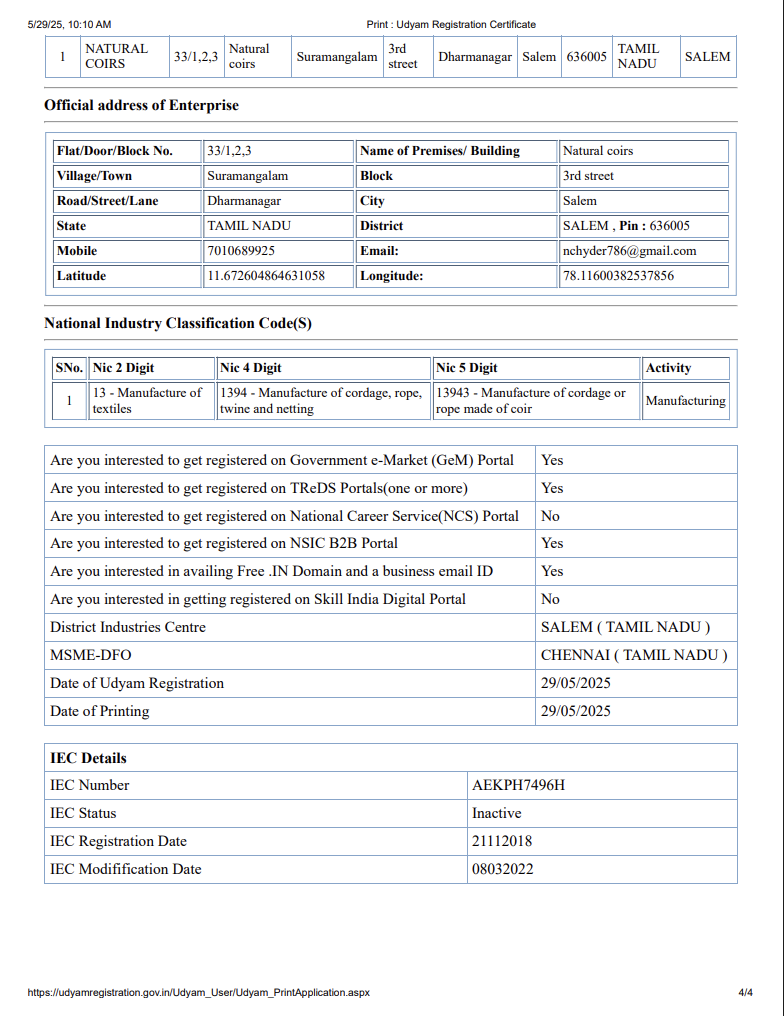 5/29/25, 10:10 AM Print : Udyam Registration Certificate
1 NATURAL COIRS 33/1,2,3 Natural coirs Suramangalam 3rd street Dharmanagar Salem 636005 TAMIL NADU SALEM
Official address of Enterprise
Flat/Door/Block No. 33/1,2,3 Name of Premises/ Building Natural coirs
Village/Town Suramangalam Block 3rd street
Road/Street/Lane Dharmanagar City Salem
State TAMIL NADU District SALEM , Pin : 636005
Mobile 7010689925 Email: nchyder786@gmail.com
Latitude 11.672604864631058 Longitude: 78.11600382537856
National Industry Classification Code(S)
SNo. Nic 2 Digit Nic 4 Digit Nic 5 Digit Activity
1 13 - Manufacture of textiles 1394 - Manufacture of cordage, rope, twine and netting 13943 - Manufacture of cordage or rope made of coir Manufacturing
Are you interested to get registered on Government e-Market (GeM) Portal Yes
Are you interested to get registered on TReDS Portals(one or more) Yes
Are you interested to get registered on National Career Service(NCS) Portal No
Are you interested to get registered on NSIC B2B Portal Yes
Are you interested in availing Free .IN Domain and a business email ID Yes
Are you interested in getting registered on Skill India Digital Portal No
District Industries Centre SALEM ( TAMIL NADU )
MSME-DFO CHENNAI ( TAMIL NADU )
Date of Udyam Registration 29/05/2025
Date of Printing 29/05/2025
IEC Details
IEC Number AEKPH7496H
IEC Status Inactive
IEC Registration Date 21112018
IEC Modifification Date 08032022
https://udyamregistration.gov.in/Udyam_User/Udyam_PrintApplication.aspx 4/4